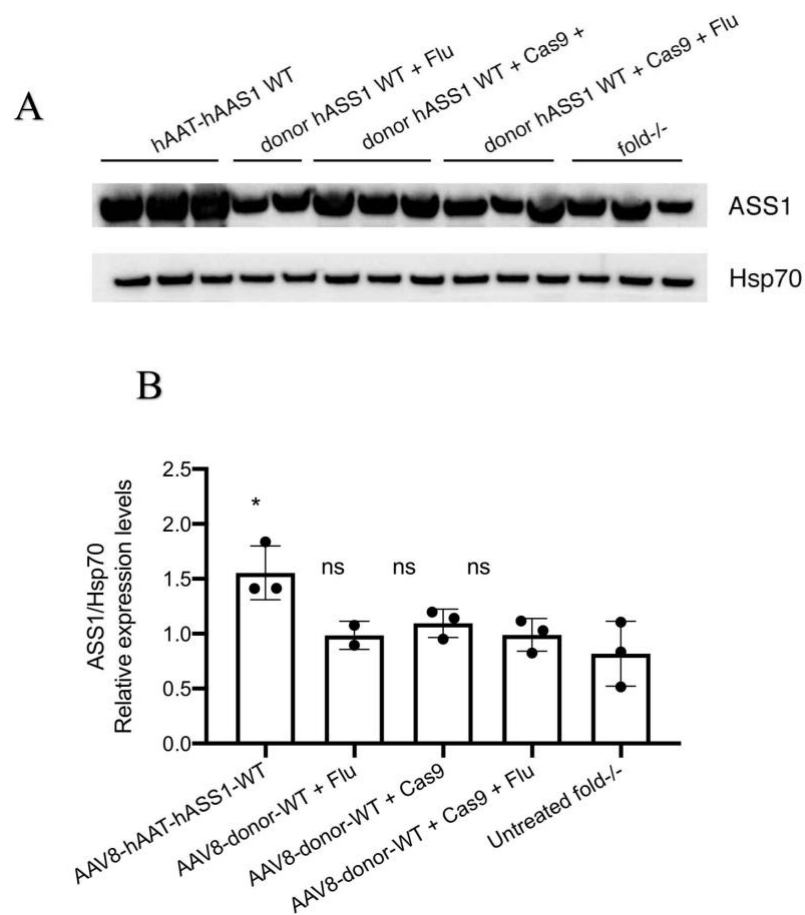 A
hAAT-hAAS1 WT
donor hASS1 WT + Flu
donor hASS1 WT + Cas9 +
donor hASS1 WT + Cas9 + Flu
fold-/-
ASS1
Hsp70
B
ASS1/Hsp70
Relative expression levels
2.5
2.0
1.5
1.0
0.5
0.0
*
ns
ns
ns
AAV8-hAAT-hASS1-WT
AAV8-donor-WT + Flu
AAV8-donor-WT + Cas9
AAV8-donor-WT + Cas9 + Flu
Untreated fold-/-